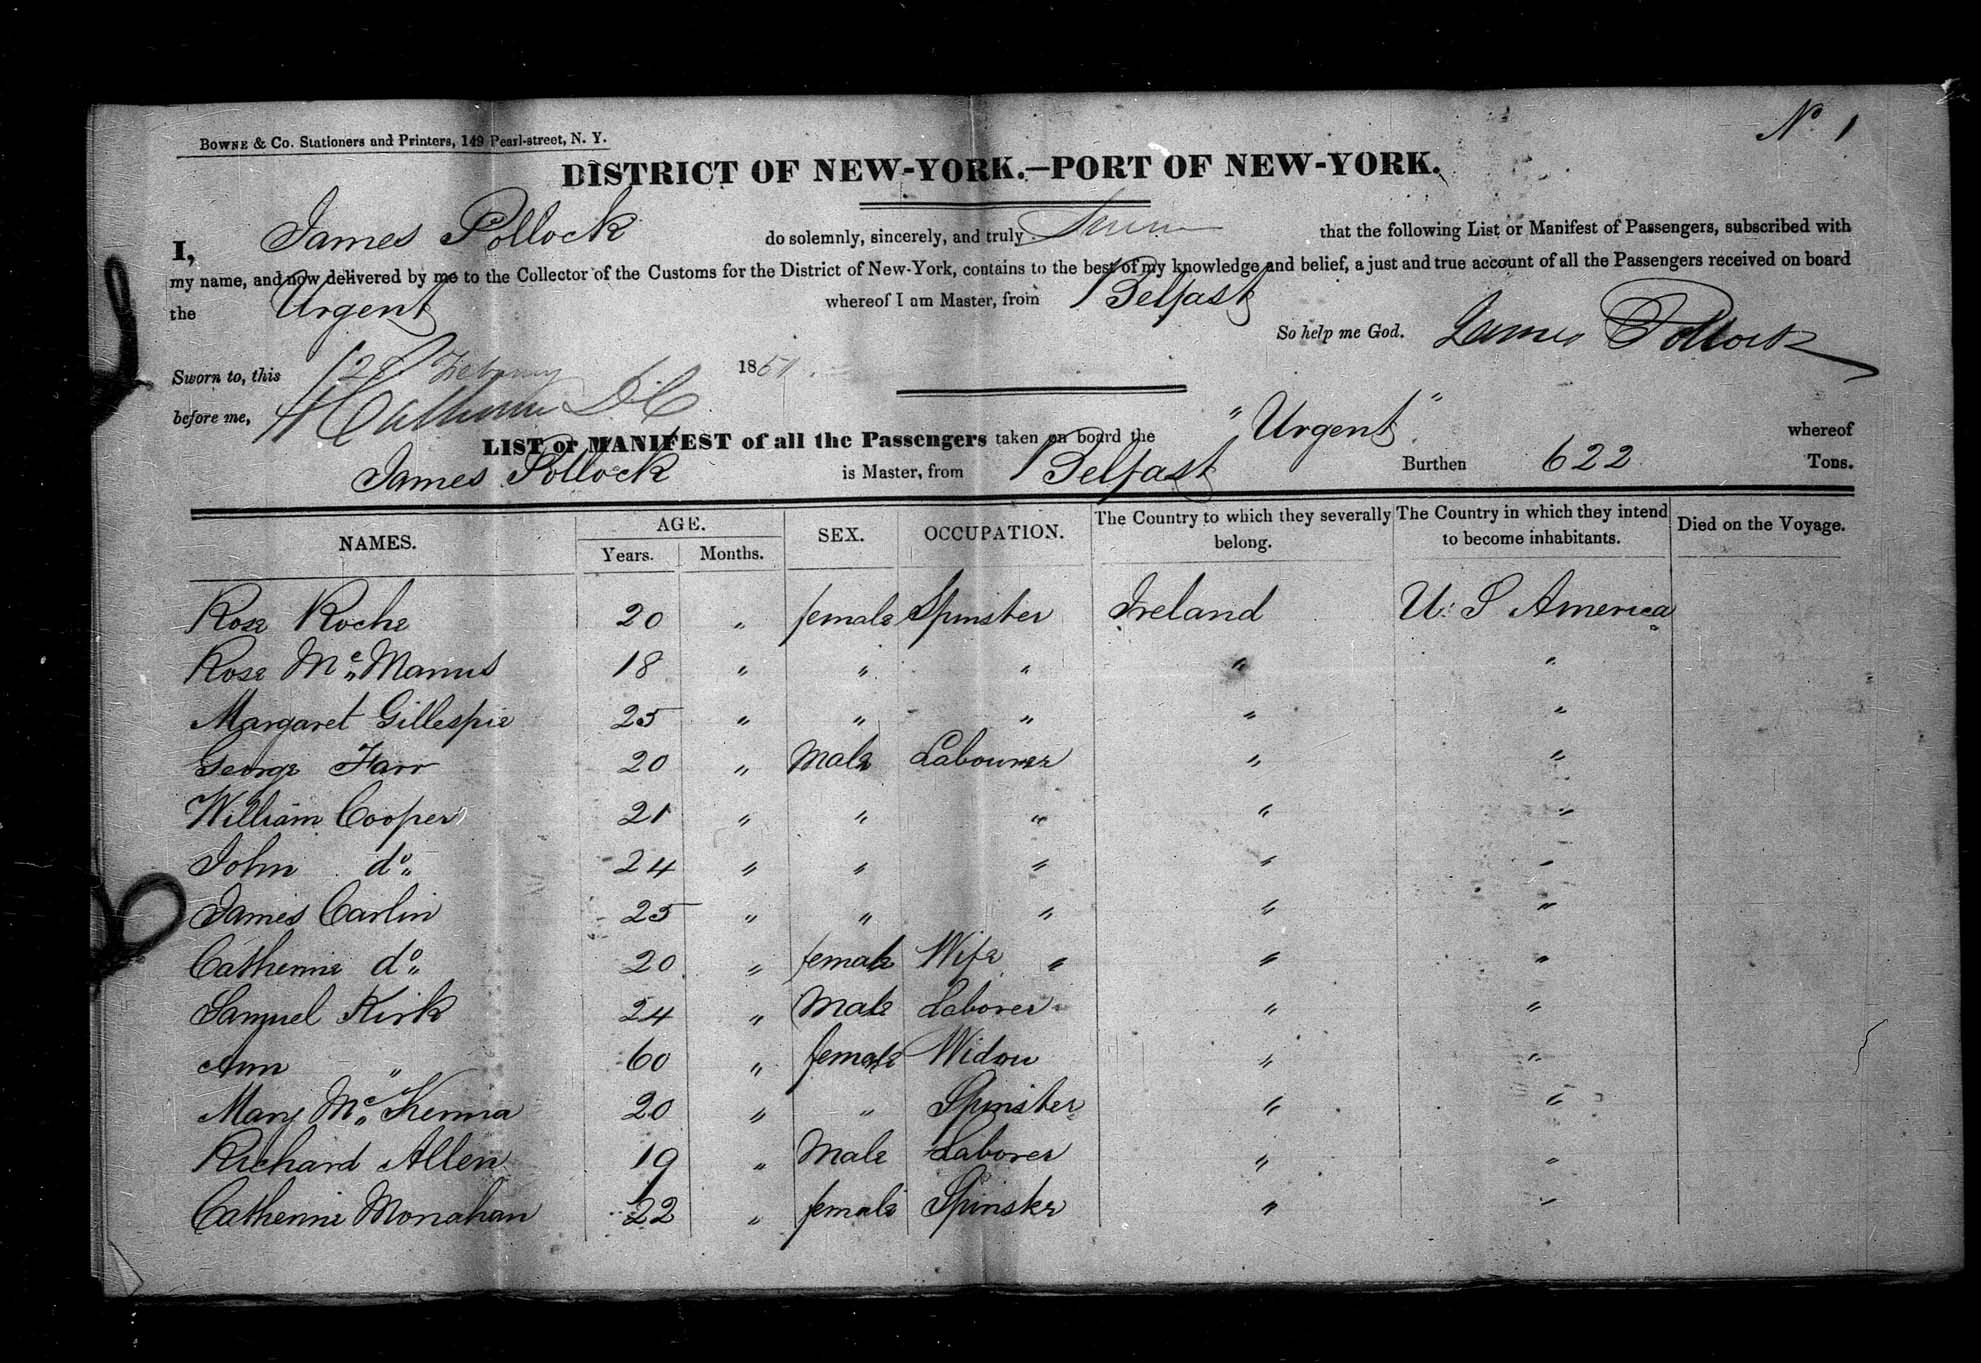 No. 1
BOWNE & Co. Stationers and Printers, 149 Pearl-street, N. Y.
DISTRICT OF NEW-YORK.—PORT OF NEW-YORK.
I, James Pollock do solemnly, sincerely, and truly that the following List or Manifest of Passengers, subscribed with
my name, and now delivered by me to the Collector of the Customs for the District of New-York, contains to the best of my knowledge and belief, a just and true account of all the Passengers received on board
the Urgent whereof I am Master, from Belfast
So help me God. James Pollock
Sworn to, this 28 February 1851.
before me,
LIST or MANIFEST of all the Passengers taken on board the "Urgent" whereof
James Pollock is Master, from Belfast Burthen 622 Tons.
NAMES. AGE. Years. Months. SEX. OCCUPATION. The Country to which they severally belong. The Country in which they intend to become inhabitants. Died on the Voyage.
Rose Roche 20 " female Spinster Ireland U. S America
Rose Mc Manus 18 " " " " "
Margaret Gillespie 25 " " " " "
George Farr 20 " Male Labourer " "
William Cooper 21 " " " " "
John do " 24 " " " " "
James Carlin 25 " " " " "
Catherine do " 20 " female Wife " " "
Samuel Kirk 24 " Male Laborer " "
Ann " 60 " female Widow " "
Mary Mc Kenna 20 " " Spinster " "
Richard Allen 19 " Male Laborer " "
Catherine Monahan 22 " female Spinster " "